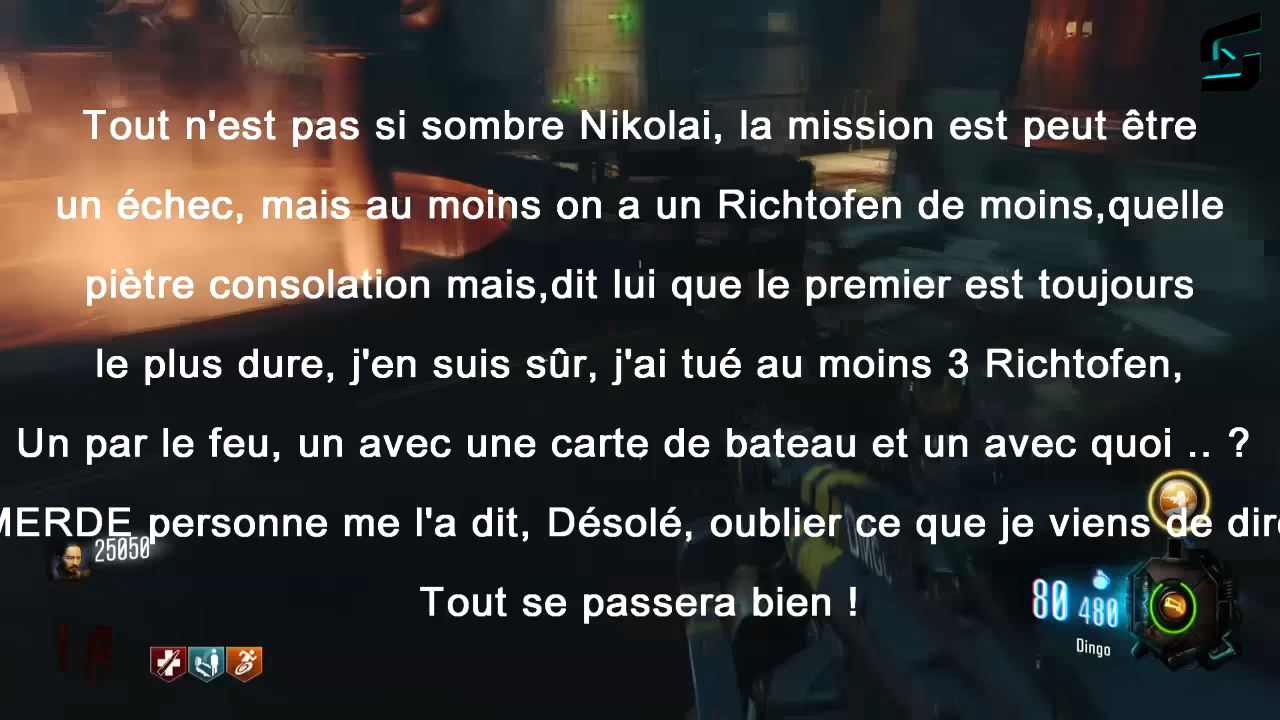 Tout n'est pas si sombre Nikolai, la mission est peut être
un échec, mais au moins on a un Richtofen de moins,quelle
piètre consolation mais,dit lui que le premier est toujours
le plus dure, j'en suis sûr, j'ai tué au moins 3 Richtofen,
Un par le feu, un avec une carte de bateau et un avec quoi .. ?
MERDE personne me l'a dit, Désolé, oublier ce que je viens de dire
25050
Tout se passera bien !
80 480
Dingo